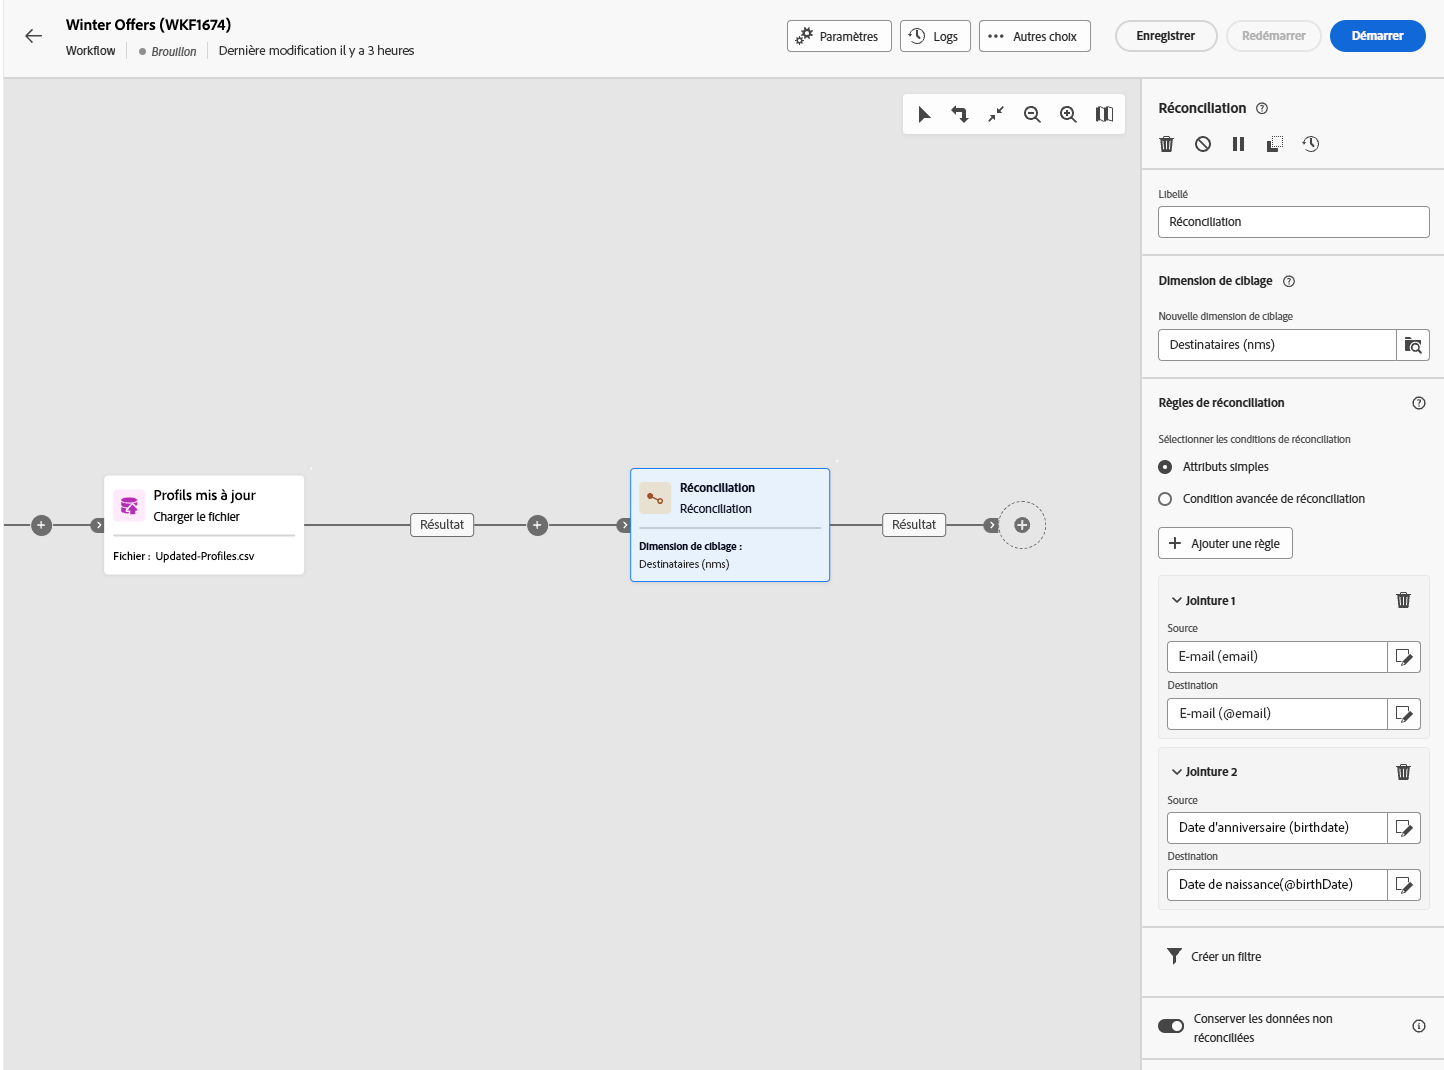 Winter Offers (WKF1674)
Workflow
Brouillon
Dernière modification il y a 3 heures
Paramètres
Logs
Autres choix
Enregistrer
Redémarrer
Démarrer
Profils mis à jour
Charger le fichier
Fichier : Updated-Profiles.csv
Résultat
Réconciliation
Réconciliation
Dimension de ciblage :
Destinataires (nms)
Résultat
Réconciliation
Libellé
Réconciliation
Dimension de ciblage
Nouvelle dimension de ciblage
Destinataires (nms)
Règles de réconciliation
Sélectionner les conditions de réconciliation
Attributs simples
Condition avancée de réconciliation
Ajouter une règle
Jointure 1
Source
E-mail (email)
Destination
E-mail (@email)
Jointure 2
Source
Date d'anniversaire (birthdate)
Destination
Date de naissance(@birthDate)
Créer un filtre
Conserver les données non
réconciliées